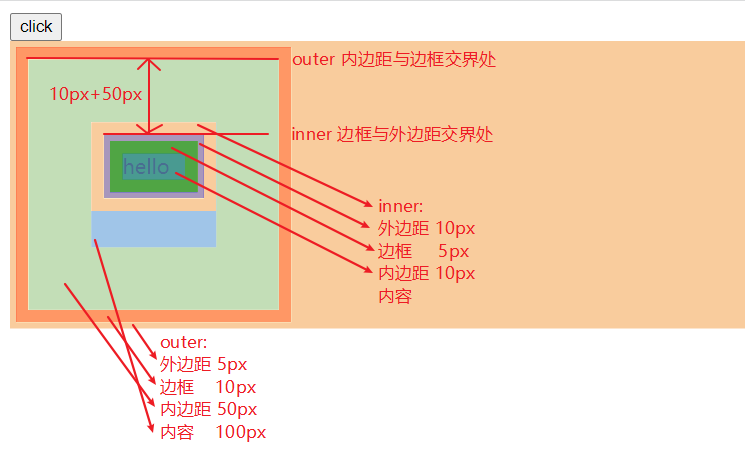 click
outer 内边距与边框交界处
10px+50px
inner 边框与外边距交界处
hello
inner:
外边距 10px
边框 5px
内边距 10px
内容
outer:
外边距 5px
边框 10px
内边距 50px
内容 100px